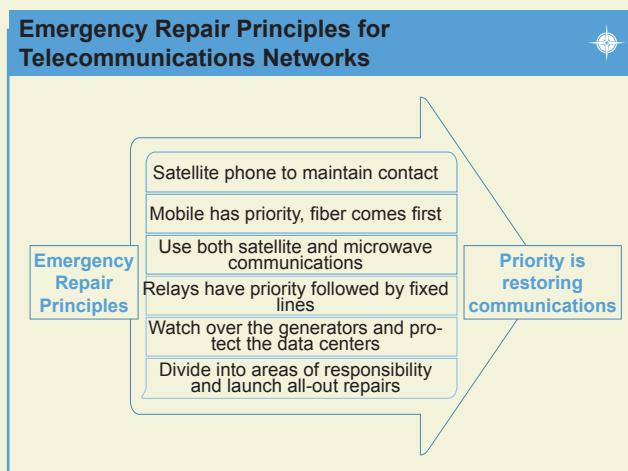 Emergency Repair Principles for
Telecommunications Networks
Emergency
Repair
Principles
Satellite phone to maintain contact
Mobile has priority, fiber comes first
Use both satellite and microwave
communications
Relays have priority followed by fixed
lines
Watch over the generators and pro-
tect the data centers
Divide into areas of responsibility
and launch all-out repairs
Priority is
restoring
communications